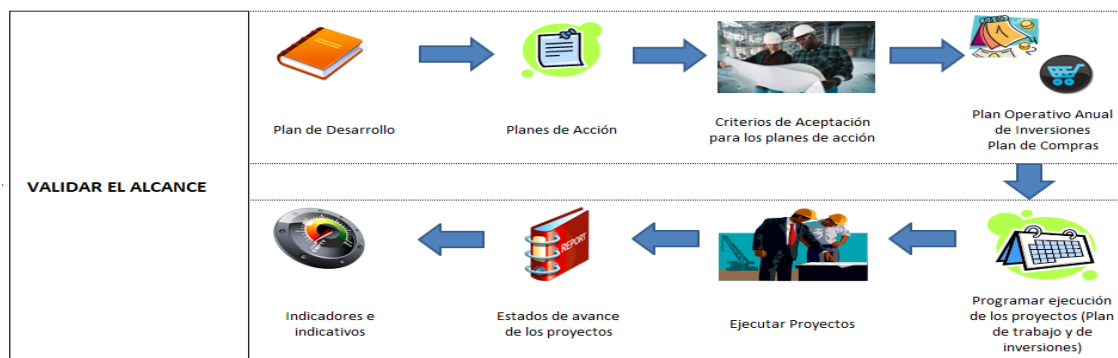 VALIDAR EL ALCANCE
Plan de Desarrollo
Planes de Acción
Criterios de Aceptación
para los planes de acción
Plan Operativo Anual
de Inversiones
Plan de Compras
Indicadores e
indicativos
REPORT
Estados de avance
de los proyectos
Ejecutar Proyectos
Programar ejecución
de los proyectos (Plan
de trabajo y de
inversiones)